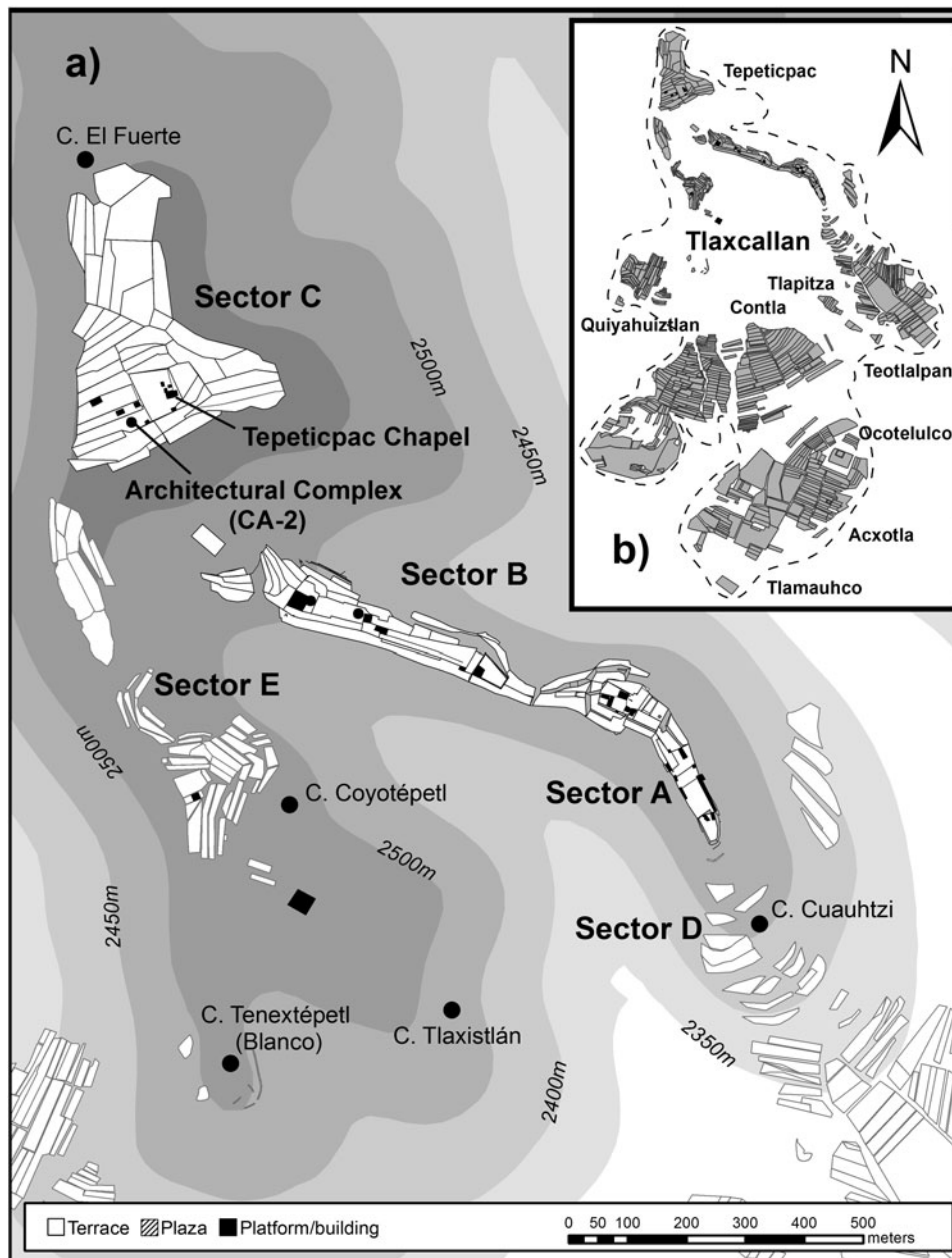 a)
C. El Fuerte
Sector C
2500m
Tepeticpac Chapel
2450m
Architectural Complex
(CA-2)
Sector B
Sector E
2500m
C. Coyotépetl
Sector A
2500m
2450m
Sector D
C. Cuauhtzi
C. Tenextépetl
(Blanco)
C. Tlaxistlán
2400m
2350m
Terrace
Plaza
Platform/building
0 50 100 200 300 400 500
meters
N
Tepeticpac
Tlaxcallan
Tlapitza
Contla
Quiyahuiztlan
Teotlalpan
Ocotelulco
b)
Acxotla
Tlamauhco